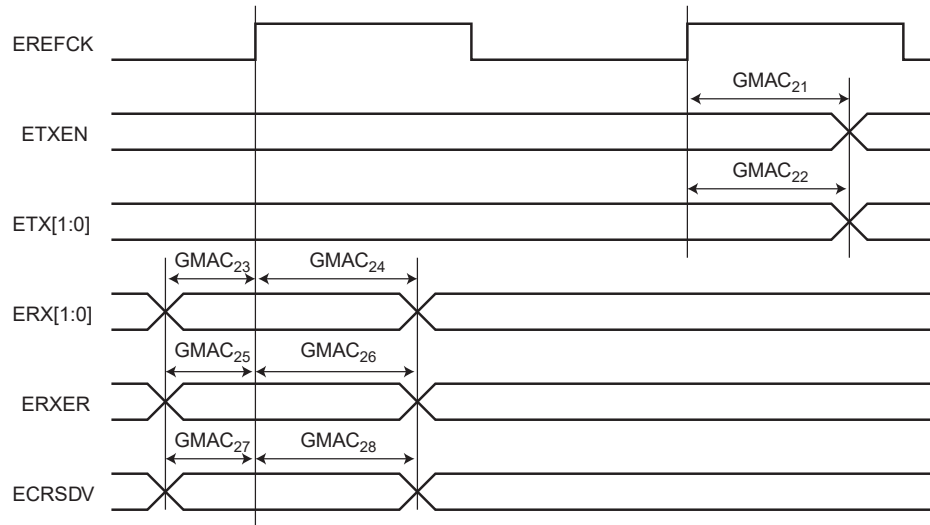 EREFCK
GMAC21
ETXEN
GMAC22
ETX[1:0]
GMAC23 GMAC24
ERX[1:0]
GMAC25 GMAC26
ERXER
GMAC27 GMAC28
ECRSDV